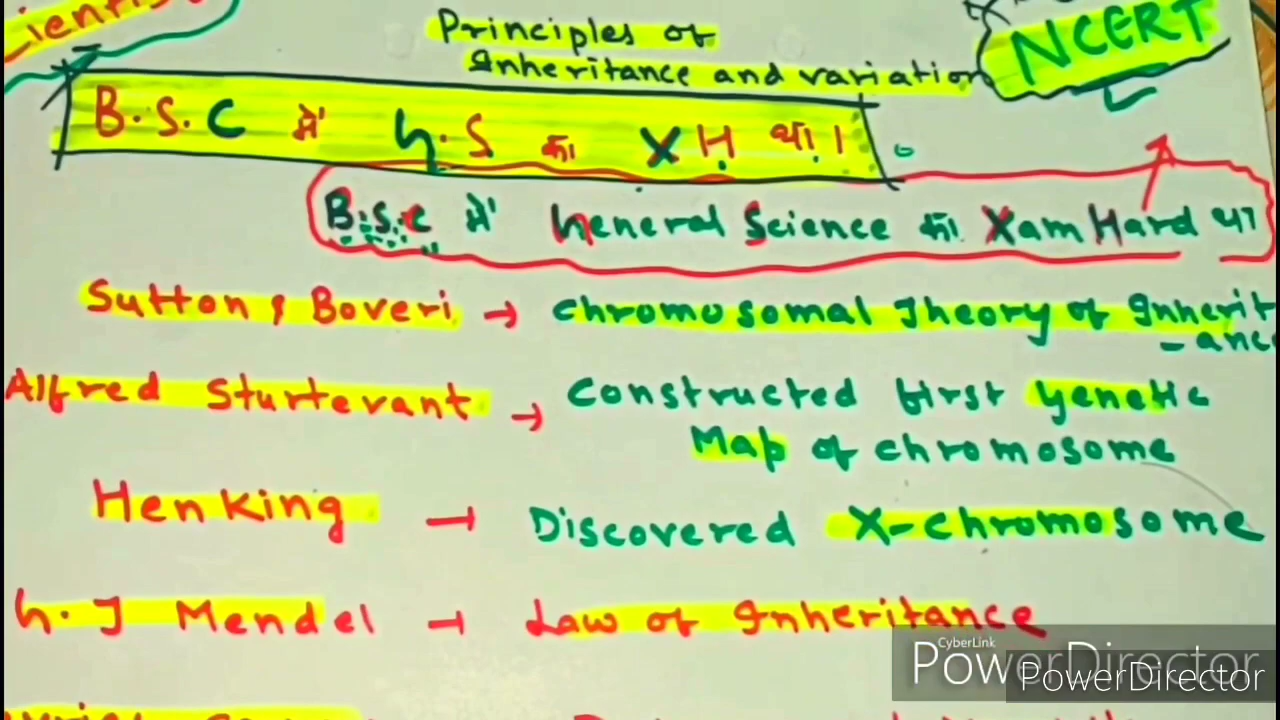 Principles of
Inheritance and variation
NCERT
B.S.C में G.S का XH था।
B.S.C में General Science का Xam Hard था
Sutton & Boveri → Chromosomal Theory of Inherit
-ance
Alfred Sturtevant → Constructed first genetic
Map of chromosome
Henking → Discovered X-chromosome
G. J Mendel → Law of Inheritance
CyberLink
PowerDirector
PowerDirector